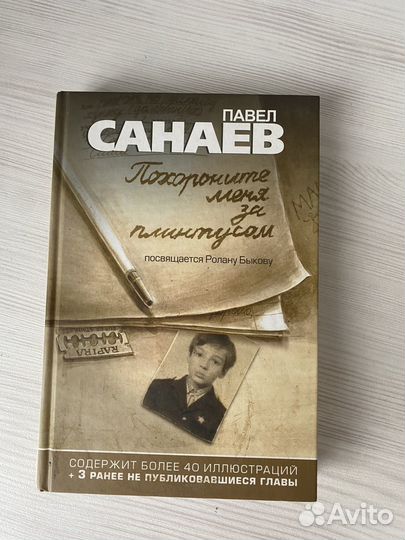 ПАВЕЛ
САНАЕВ
Похороните
меня
за
плинтусом
посвящается Ролану Быкову
RAPIRA
СОДЕРЖИТ БОЛЕЕ 40 ИЛЛЮСТРАЦИЙ
+ 3 РАНЕЕ НЕ ПУБЛИКОВАВШИЕСЯ ГЛАВЫ
Avito